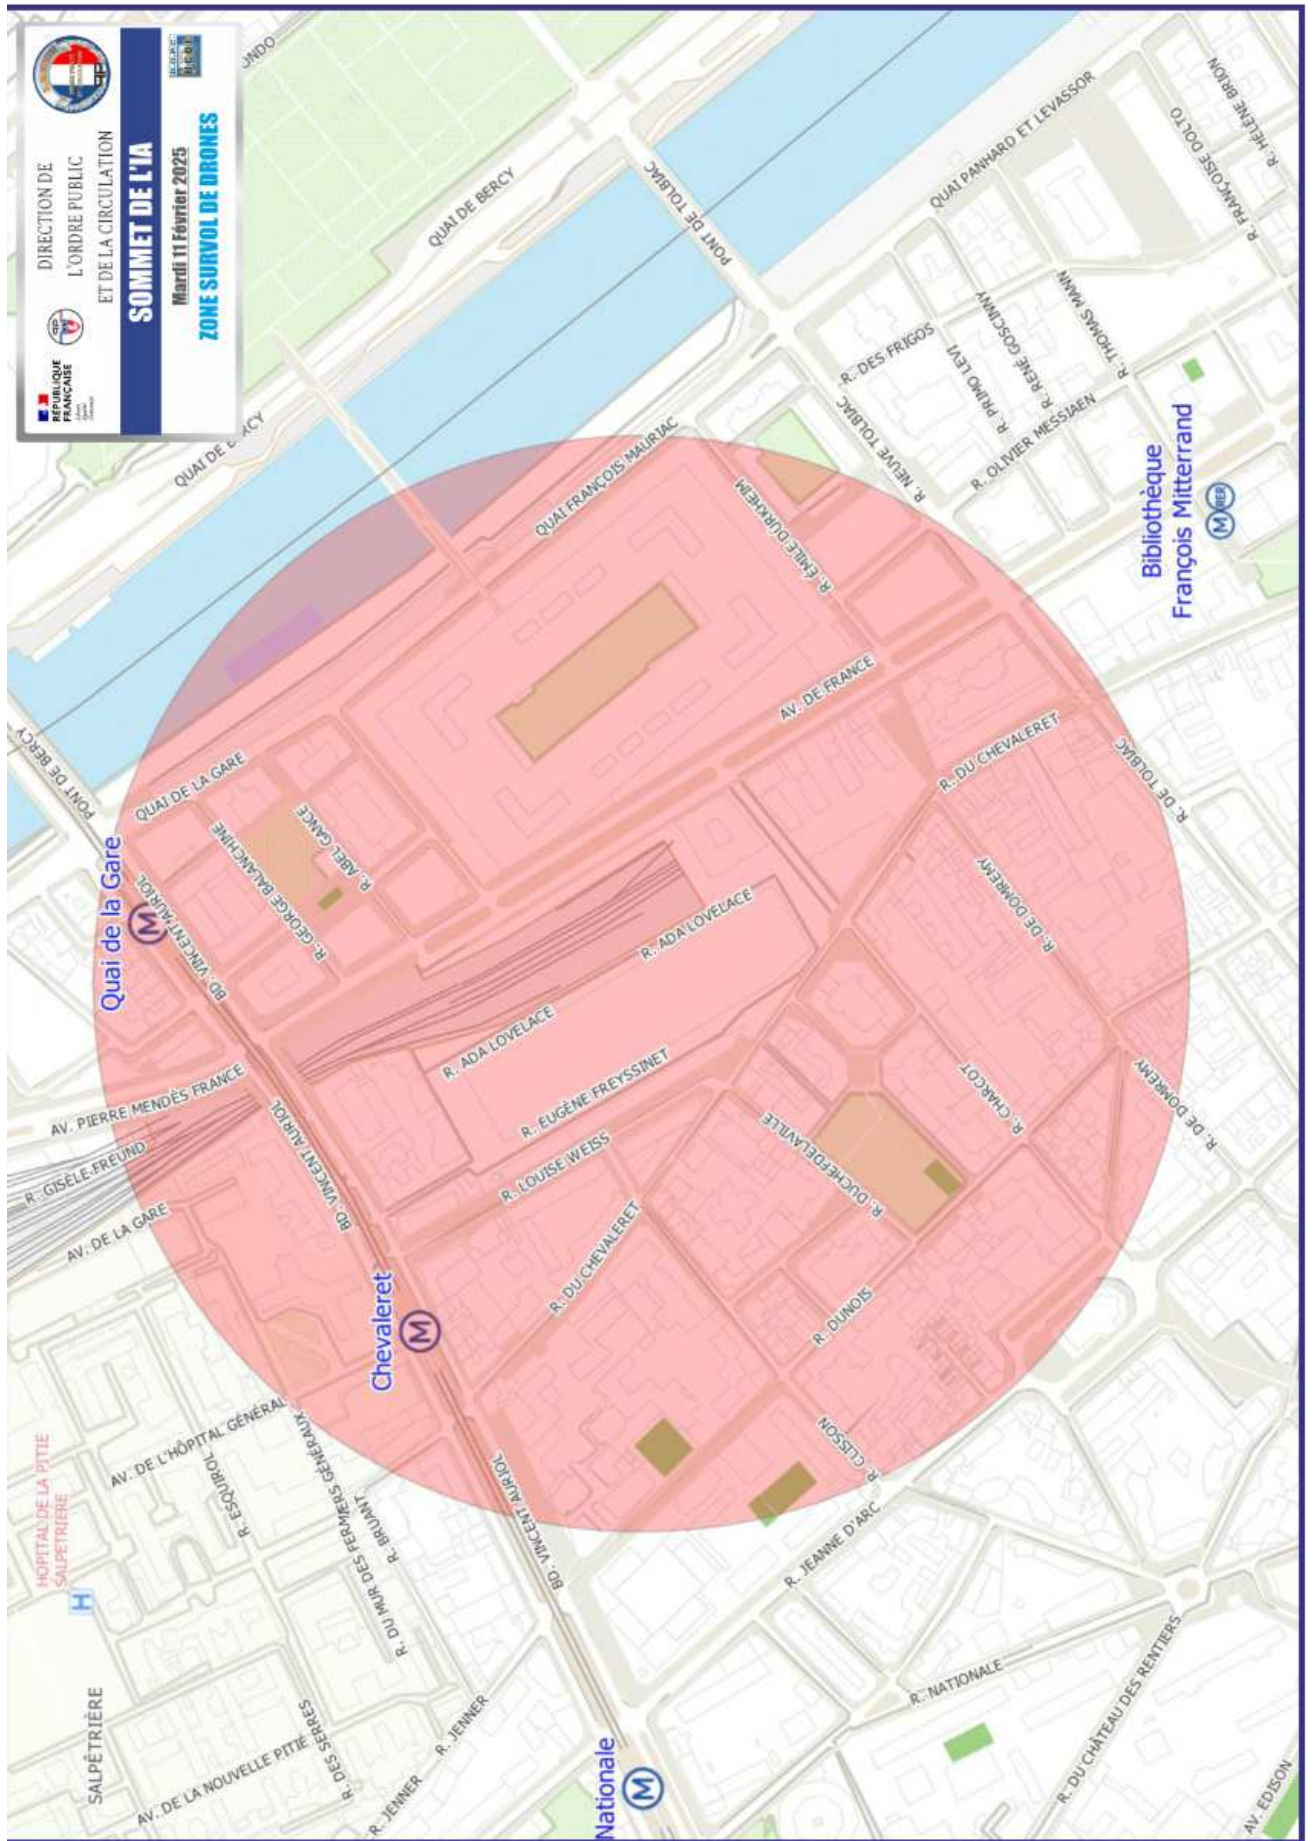 RÉPUBLIQUE
FRANÇAISE
Liberté
Égalité
Fraternité
DIRECTION DE
L'ORDRE PUBLIC
ET DE LA CIRCULATION
SOMMET DE L'IA
Mardi 11 Février 2025
ZONE SURVOL DE DRONES
ONDO
QUAI DE BERCY
QUAI DE BERCY
PONT DE TOLBIAC
QUAI PANHARD ET LEVASSOR
R. HÉLÈNE BRION
R. FRANÇOISE DOLTO
R. THOMAS MANN
R. RENÉ GOSCINNY
R. PRIMO LEVI
R. DES FRIGOS
R. OLIVIER MESSIAEN
R. NEUVE TOLBIAC
Bibliothèque
François Mitterrand
M
RER
QUAI FRANÇOIS MAURIAC
R. ÉMILE DURKHEIM
AV. DE FRANCE
R. DU CHEVALERET
R. DE TOLBIAC
PONT DE BERCY
QUAI DE LA GARE
Quai de la Gare
M
BD. VINCENT AURIOL
R. GEORGE BALANCHINE
R. ABEL GANCE
R. ADA LOVELACE
R. ADA LOVELACE
R. EUGÈNE FREYSSINET
R. LOUISE WEISS
R. DE DOMREMY
R. DE DOMREMY
R. CHARCOT
R. DUCHEFDELAVILLE
R. DU CHEVALERET
R. DUNOIS
R. CLISSON
AV. PIERRE MENDÈS FRANCE
R. GISÈLE FREUND
AV. DE LA GARE
BD. VINCENT AURIOL
Chevaleret
M
BD. VINCENT AURIOL
HOPITAL DE LA PITIE
SALPETRIERE
H
AV. DE L'HÔPITAL GÉNÉRAL
R. ESQUIROL
R. DU MUR DES FERMIERS GÉNÉRAUX
R. BRUANT
SALPÊTRIÈRE
AV. DE LA NOUVELLE PITIÉ
R. DES SERRES
R. JENNER
R. JENNER
Nationale
M
R. JEANNE D'ARC
R. NATIONALE
R. DU CHÂTEAU DES RENTIERS
AV. EDISON